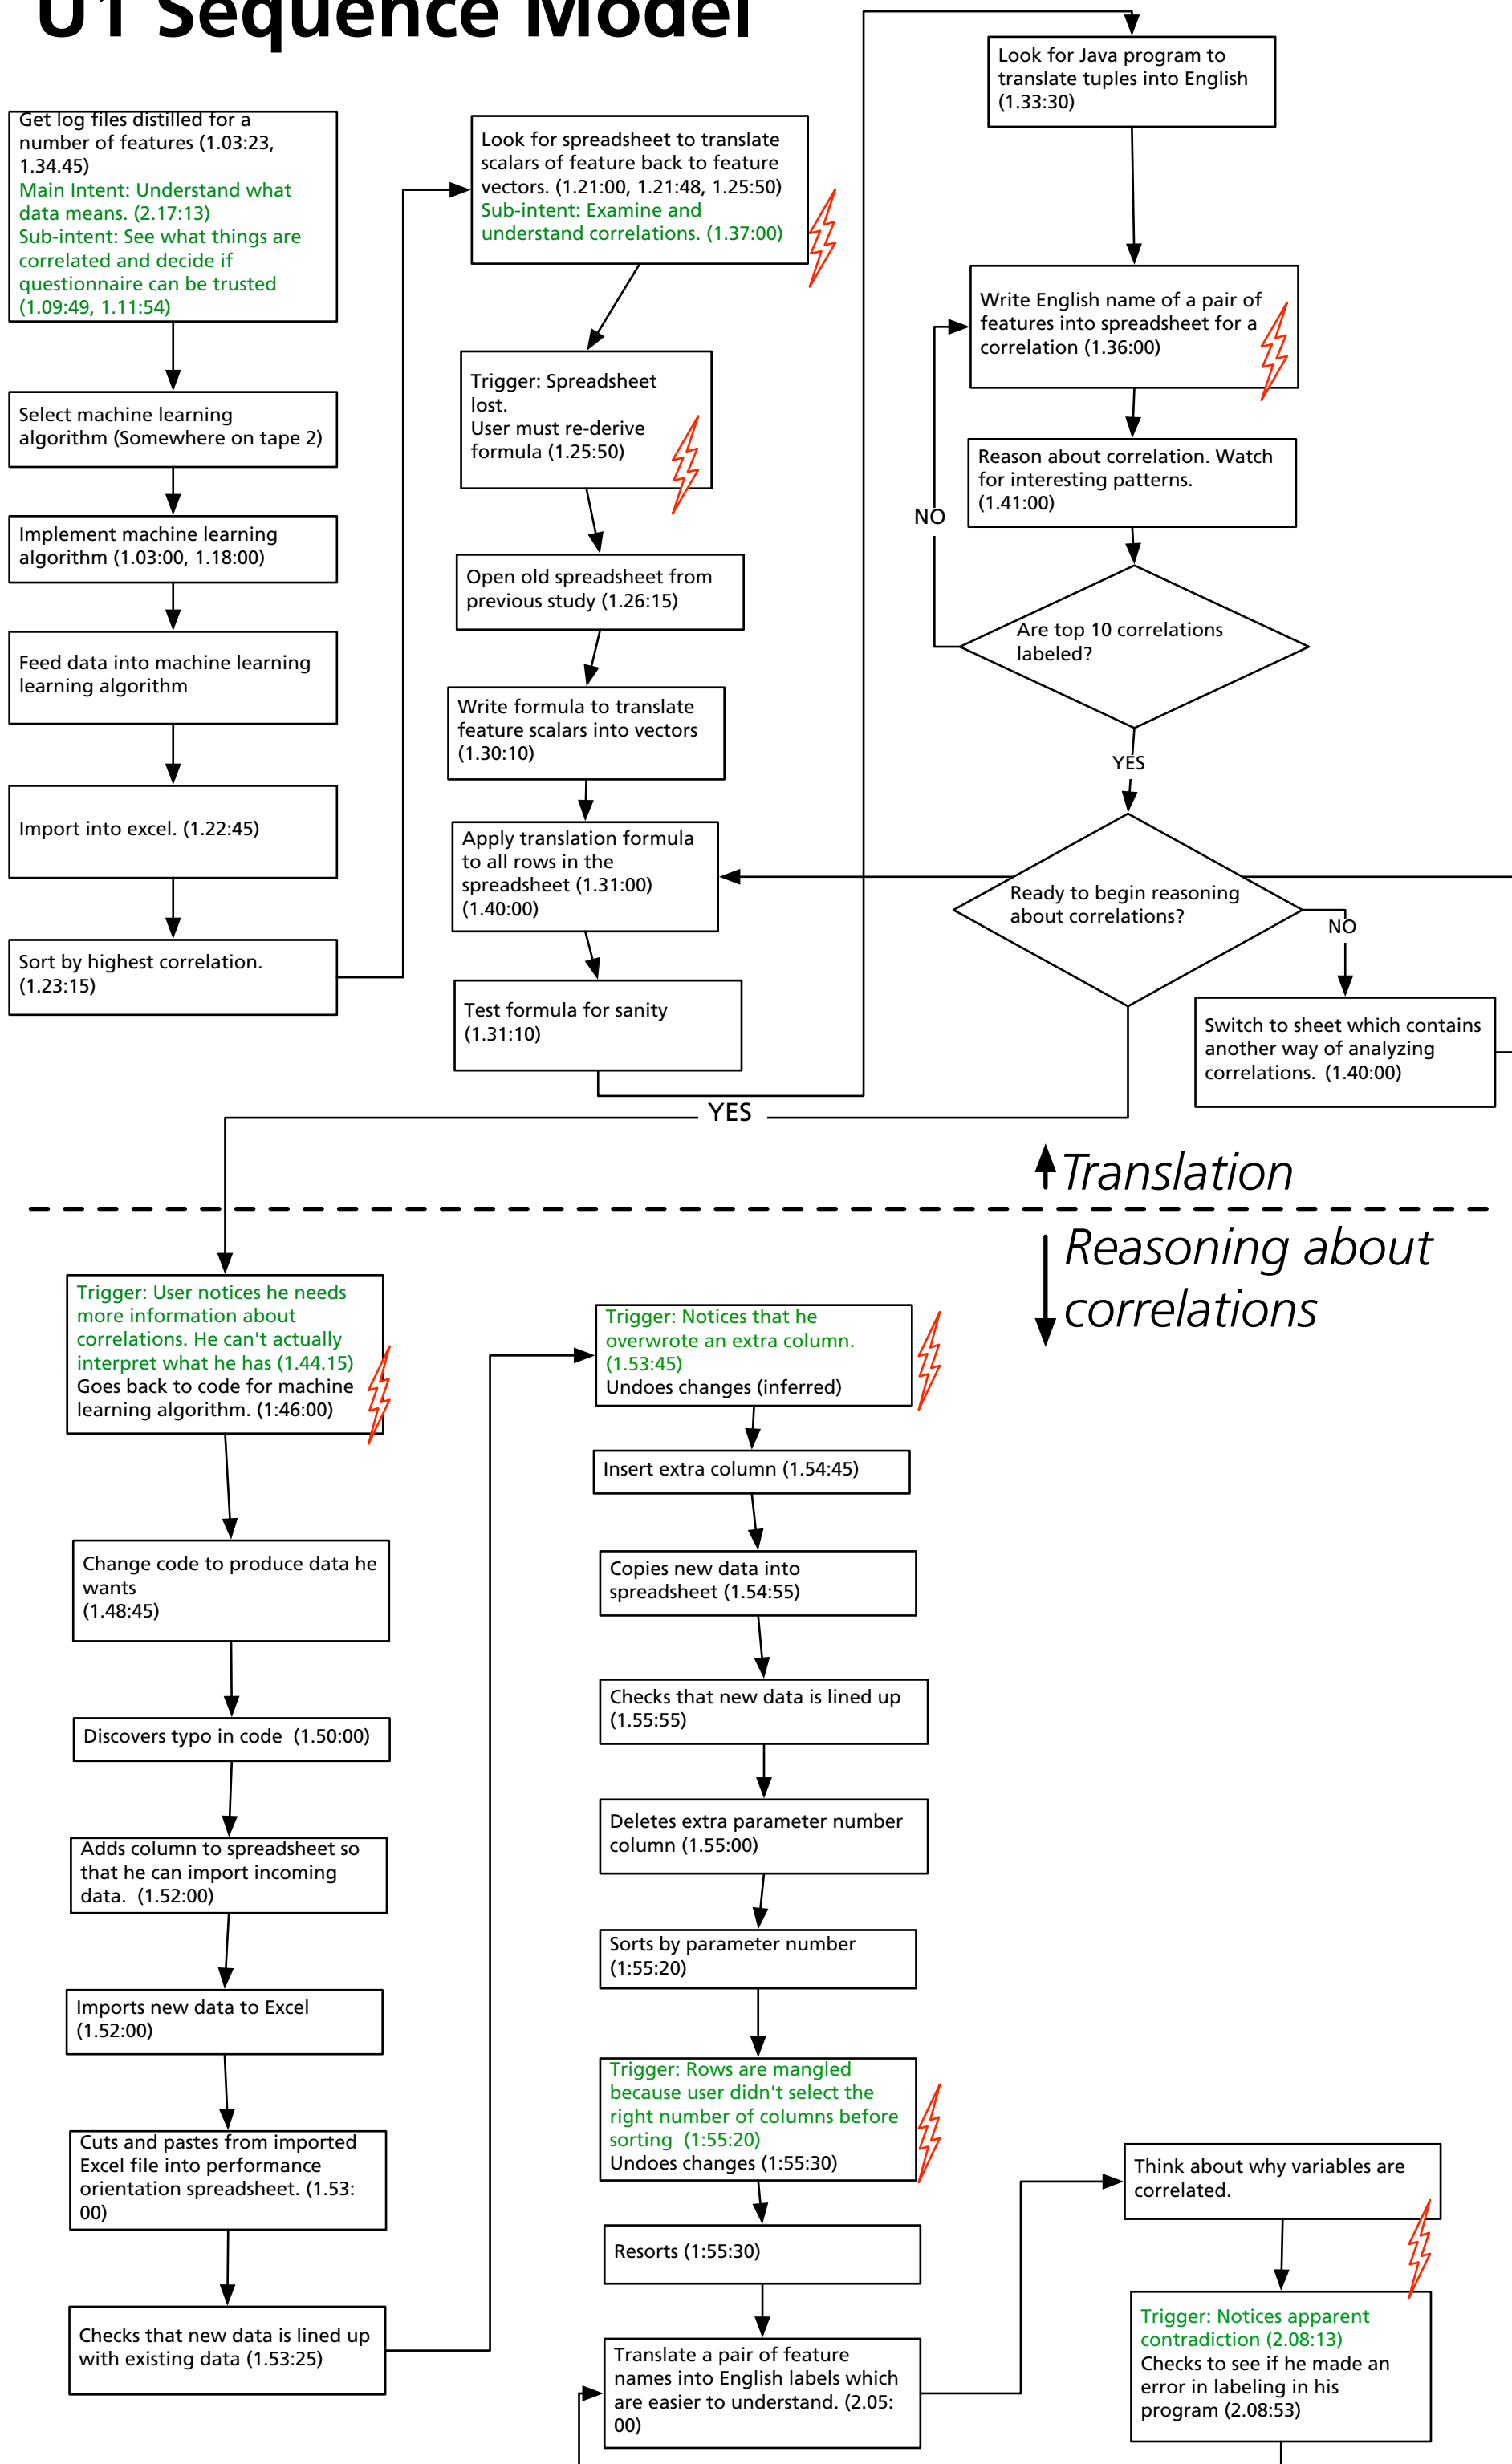 U1 Sequence Model
Get log files distilled for a
number of features (1.03:23,
1.34.45)
Main Intent: Understand what
data means. (2.17:13)
Sub-intent: See what things are
correlated and decide if
questionnaire can be trusted
(1.09:49, 1.11:54)
Select machine learning
algorithm (Somewhere on tape 2)
Implement machine learning
algorithm (1.03:00, 1.18:00)
Feed data into machine learning
learning algorithm
Import into excel. (1.22:45)
Sort by highest correlation.
(1.23:15)
Look for spreadsheet to translate
scalars of feature back to feature
vectors. (1.21:00, 1.21:48, 1.25:50)
Sub-intent: Examine and
understand correlations. (1.37:00)
Trigger: Spreadsheet
lost.
User must re-derive
formula (1.25:50)
Open old spreadsheet from
previous study (1.26:15)
Write formula to translate
feature scalars into vectors
(1.30:10)
Apply translation formula
to all rows in the
spreadsheet (1.31:00)
(1.40:00)
Test formula for sanity
(1.31:10)
Look for Java program to
translate tuples into English
(1.33:30)
Write English name of a pair of
features into spreadsheet for a
correlation (1.36:00)
Reason about correlation. Watch
for interesting patterns.
(1.41:00)
NO
Are top 10 correlations
labeled?
YES
Ready to begin reasoning
about correlations?
NO
Switch to sheet which contains
another way of analyzing
correlations. (1.40:00)
YES
Translation
Reasoning about
correlations
Trigger: User notices he needs
more information about
correlations. He can't actually
interpret what he has (1.44.15)
Goes back to code for machine
learning algorithm. (1:46:00)
Change code to produce data he
wants
(1.48:45)
Discovers typo in code (1.50:00)
Adds column to spreadsheet so
that he can import incoming
data. (1.52:00)
Imports new data to Excel
(1.52:00)
Cuts and pastes from imported
Excel file into performance
orientation spreadsheet. (1.53:
00)
Checks that new data is lined up
with existing data (1.53:25)
Trigger: Notices that he
overwrote an extra column.
(1.53:45)
Undoes changes (inferred)
Insert extra column (1.54:45)
Copies new data into
spreadsheet (1.54:55)
Checks that new data is lined up
(1.55:55)
Deletes extra parameter number
column (1.55:00)
Sorts by parameter number
(1:55:20)
Trigger: Rows are mangled
because user didn't select the
right number of columns before
sorting (1:55:20)
Undoes changes (1:55:30)
Resorts (1:55:30)
Translate a pair of feature
names into English labels which
are easier to understand. (2.05:
00)
Think about why variables are
correlated.
Trigger: Notices apparent
contradiction (2.08:13)
Checks to see if he made an
error in labeling in his
program (2.08:53)